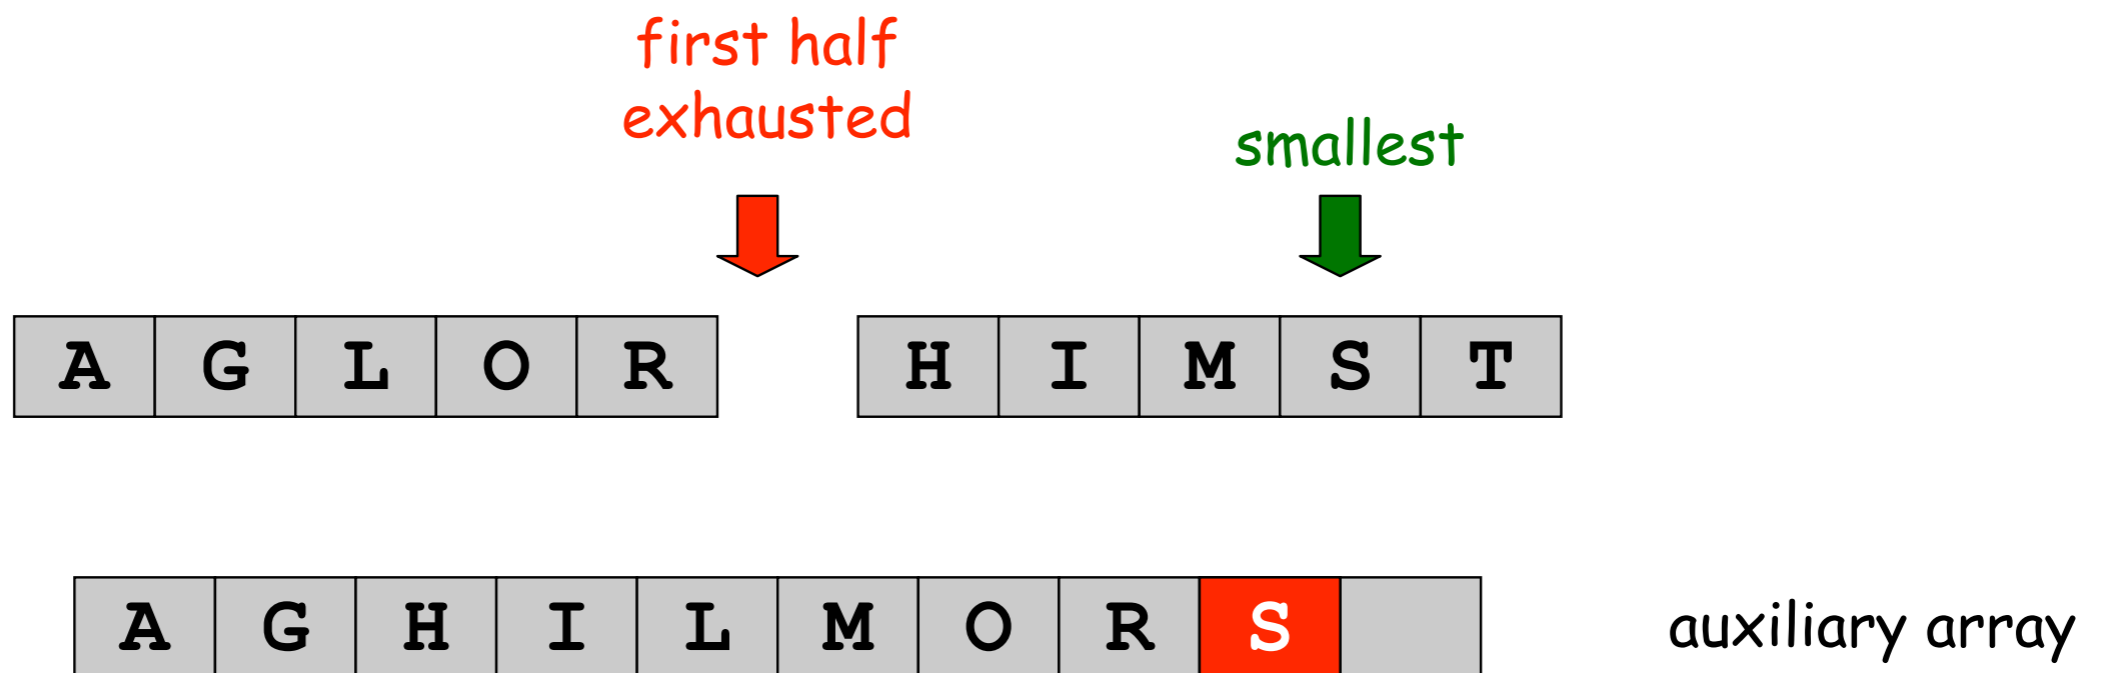 first half
exhausted
smallest
A G L O R H I M S T
A G H I L M O R S
auxiliary array